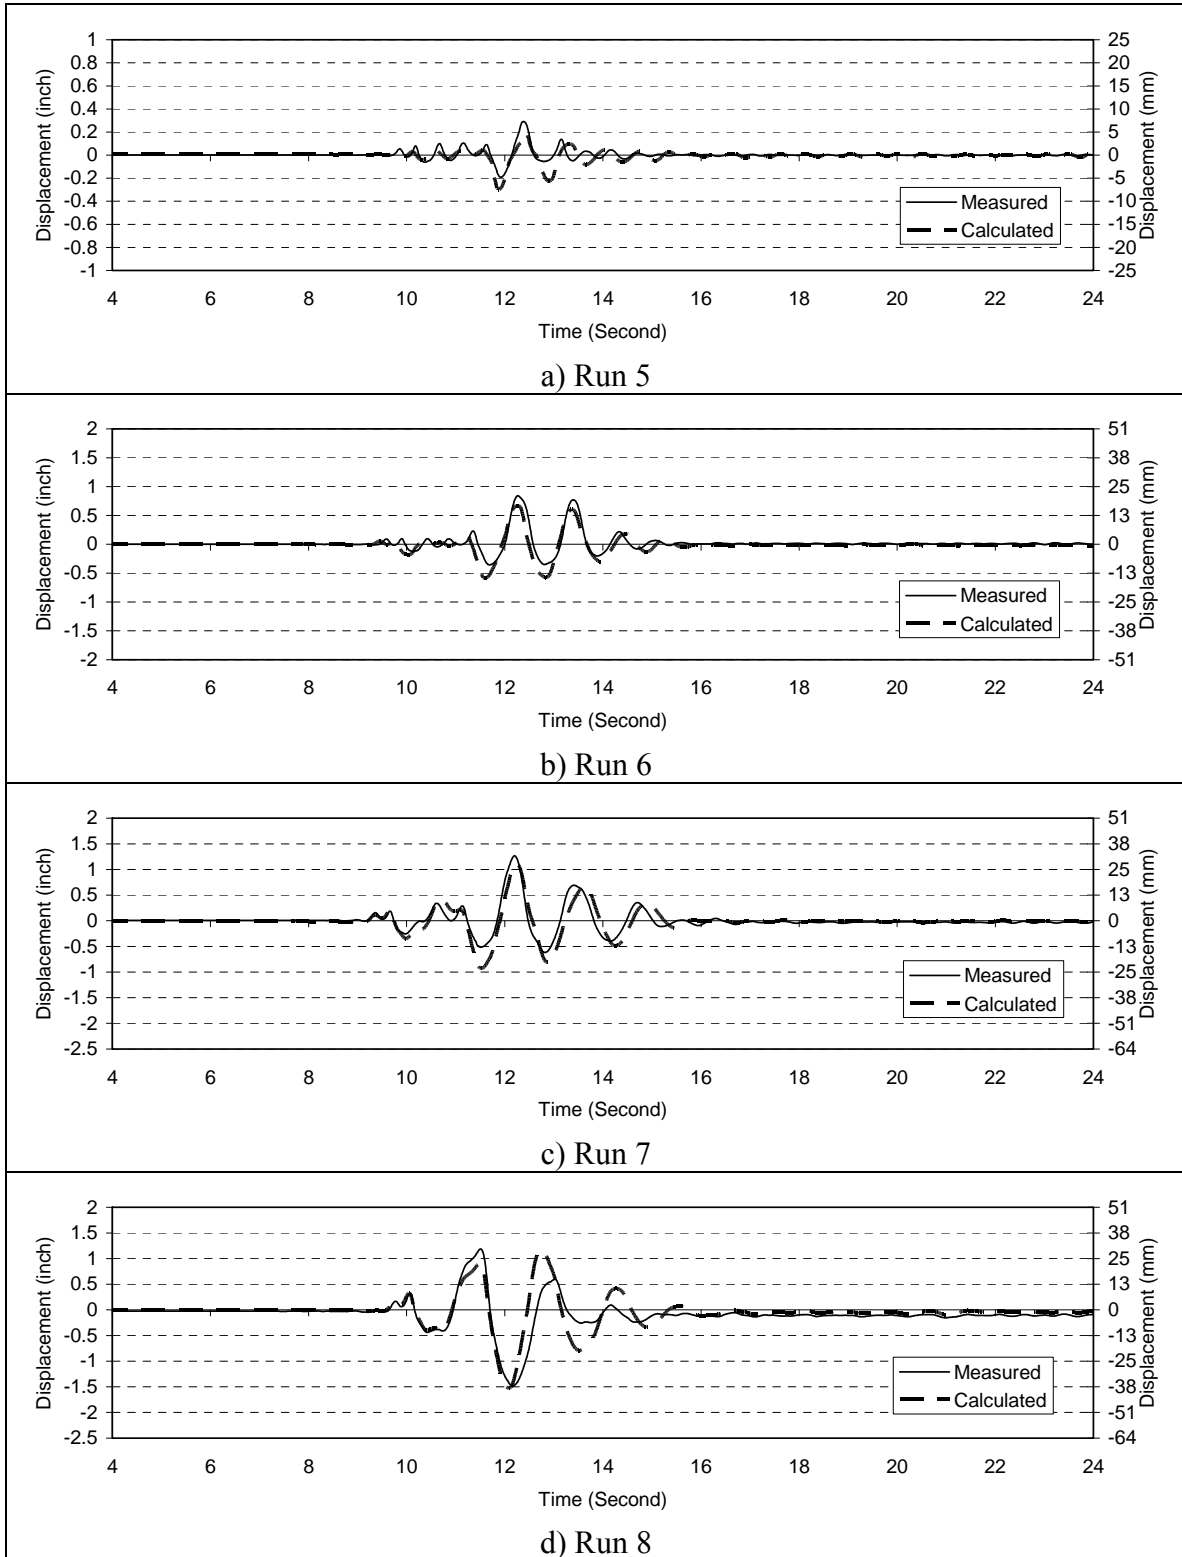 1
0.8
0.6
0.4
0.2
0
-0.2
-0.4
-0.6
-0.8
-1
Displacement (inch)
25
20
15
10
5
0
-5
-10
-15
-20
-25
Displacement (mm)
Measured
Calculated
4 6 8 10 12 14 16 18 20 22 24
Time (Second)
a) Run 5
2
1.5
1
0.5
0
-0.5
-1
-1.5
-2
Displacement (inch)
51
38
25
13
0
-13
-25
-38
-51
Displacement (mm)
Measured
Calculated
4 6 8 10 12 14 16 18 20 22 24
Time (Second)
b) Run 6
2
1.5
1
0.5
0
-0.5
-1
-1.5
-2
-2.5
Displacement (inch)
51
38
25
13
0
-13
-25
-38
-51
-64
Displacement (mm)
Measured
Calculated
4 6 8 10 12 14 16 18 20 22 24
Time (Second)
c) Run 7
2
1.5
1
0.5
0
-0.5
-1
-1.5
-2
-2.5
Displacement (inch)
51
38
25
13
0
-13
-25
-38
-51
-64
Displacement (mm)
Measured
Calculated
4 6 8 10 12 14 16 18 20 22 24
Time (Second)
d) Run 8